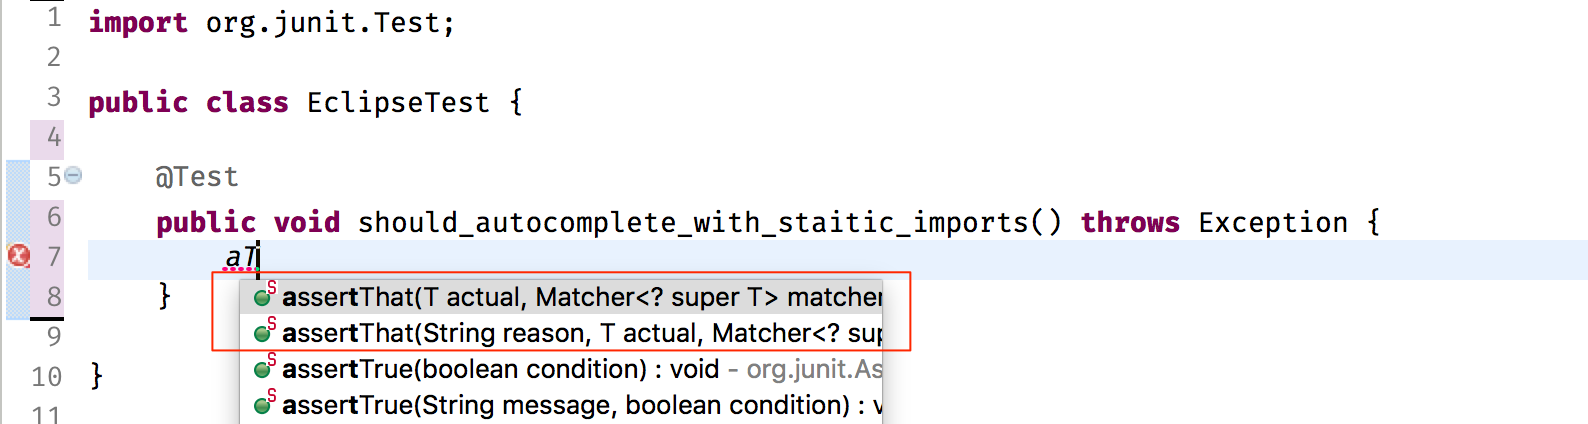 1 import org.junit.Test;
2
3 public class EclipseTest {
4
5 @Test
6 public void should_autocomplete_with_staitic_imports() throws Exception {
7 aT
8 }
assertThat(T actual, Matcher<? super T> matcher
assertThat(String reason, T actual, Matcher<? sup
assertTrue(boolean condition) : void - org.junit.As
assertTrue(String message, boolean condition) : v
9
10 }
11